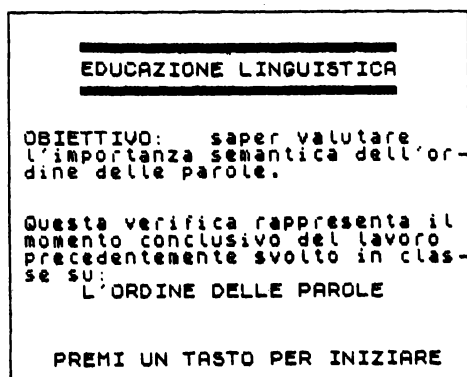 EDUCAZIONE LINGUISTICA
OBIETTIVO: saper valutare
l'importanza semantica dell'or-
dine delle parole.
Questa verifica rappresenta il
momento conclusivo del lavoro
precedentemente svolto in clas-
se su:
L'ORDINE DELLE PAROLE
PREMI UN TASTO PER INIZIARE